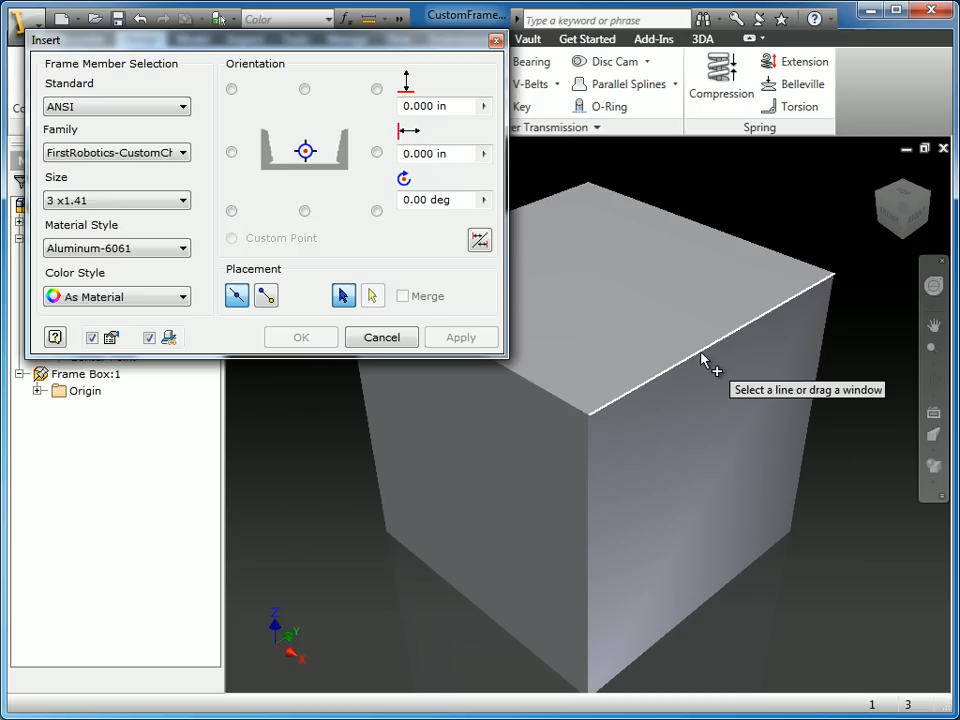 Color
CustomFrame...
Type a keyword or phrase
Insert
Vault Get Started Add-Ins 3DA
Frame Member Selection
Orientation
Standard
ANSI
0.000 in
Family
FirstRobotics-CustomCh
0.000 in
Size
3 x1.41
0.00 deg
Material Style
Aluminum-6061
Custom Point
Color Style
As Material
Placement
Merge
OK Cancel Apply
Bearing Disc Cam Extension
V-Belts Parallel Splines Compression Belleville
Key O-Ring Torsion
er Transmission Spring
Frame Box:1
Origin
Select a line or drag a window
Z
Y
X
1 3